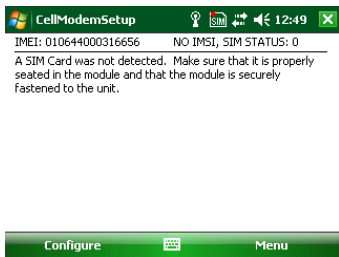 CellModemSetup SIM 12:49
IMEI: 010644000316656 NO IMSI, SIM STATUS: 0
A SIM Card was not detected. Make sure that it is properly
seated in the module and that the module is securely
fastened to the unit.
Configure Menu